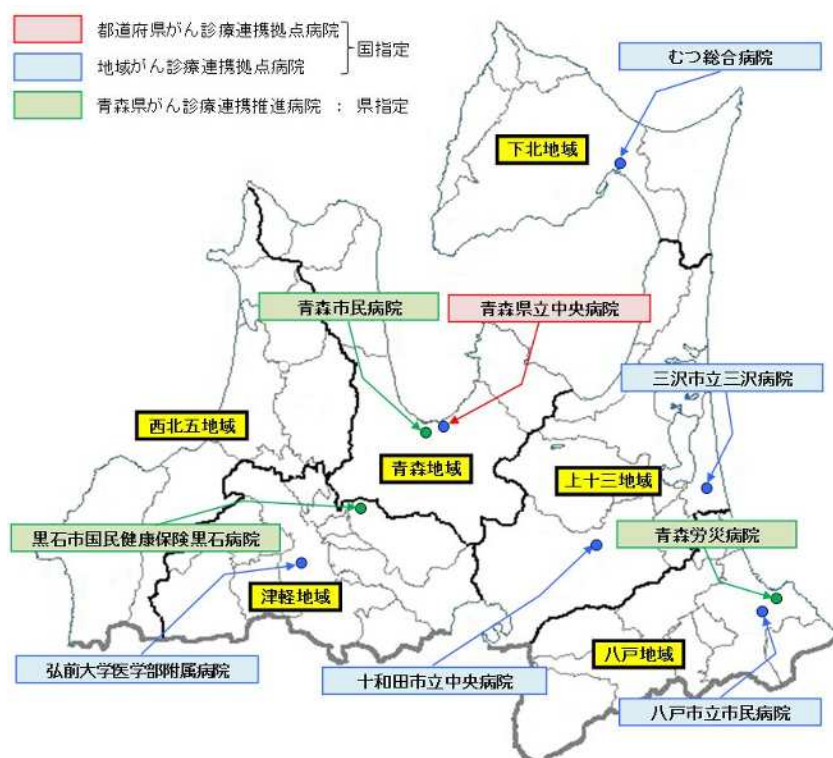 都道府県がん診療連携拠点病院
国指定
地域がん診療連携拠点病院
青森県がん診療連携推進病院 : 県指定
むつ総合病院
下北地域
青森市民病院
青森県立中央病院
三沢市立三沢病院
西北五地域
青森地域
上十三地域
黒石市国民健康保険黒石病院
青森労災病院
津軽地域
八戸地域
弘前大学医学部附属病院
十和田市立中央病院
八戸市立市民病院